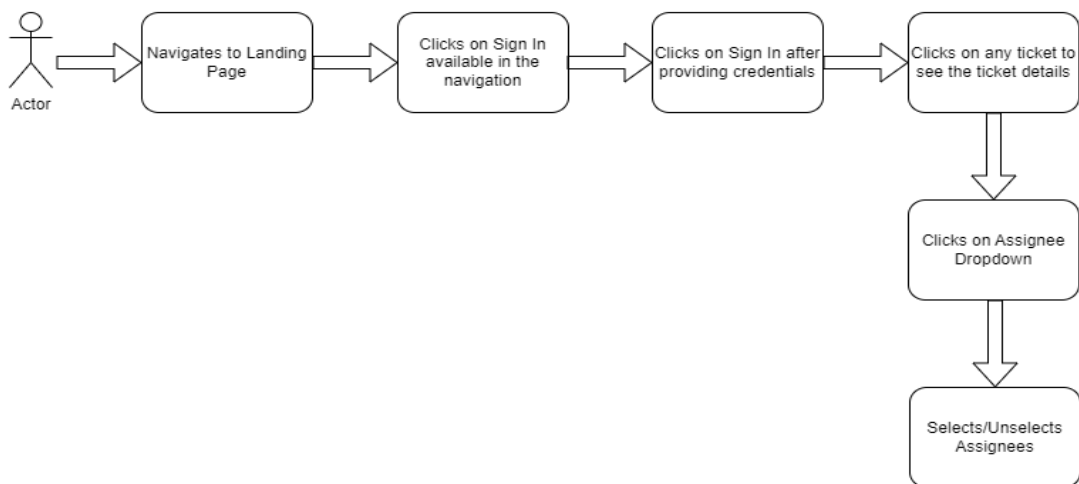 Actor
Navigates to Landing
Page
Clicks on Sign In
available in the
navigation
Clicks on Sign In after
providing credentials
Clicks on any ticket to
see the ticket details
Clicks on Assignee
Dropdown
Selects/Unselects
Assignees